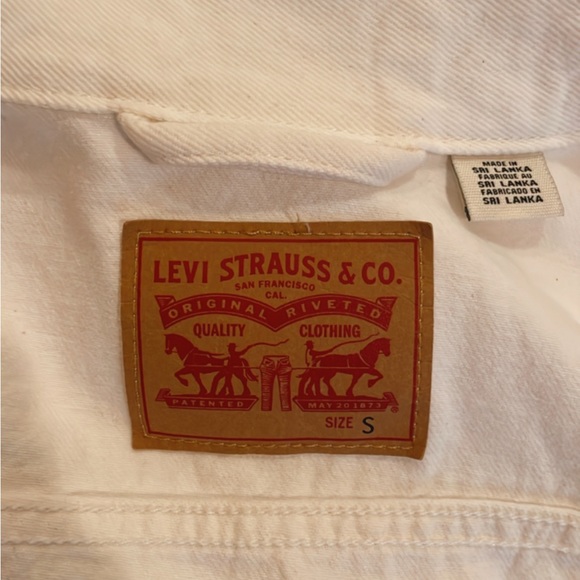 MADE IN
SRI LANKA
FABRIQUE AU
SRI LANKA
FABRICADO EN
SRI LANKA
LEVI STRAUSS & CO.
SAN FRANCISCO
CAL.
ORIGINAL RIVETED
QUALITY CLOTHING
PATENTED MAY 20 1873 ®
SIZE S